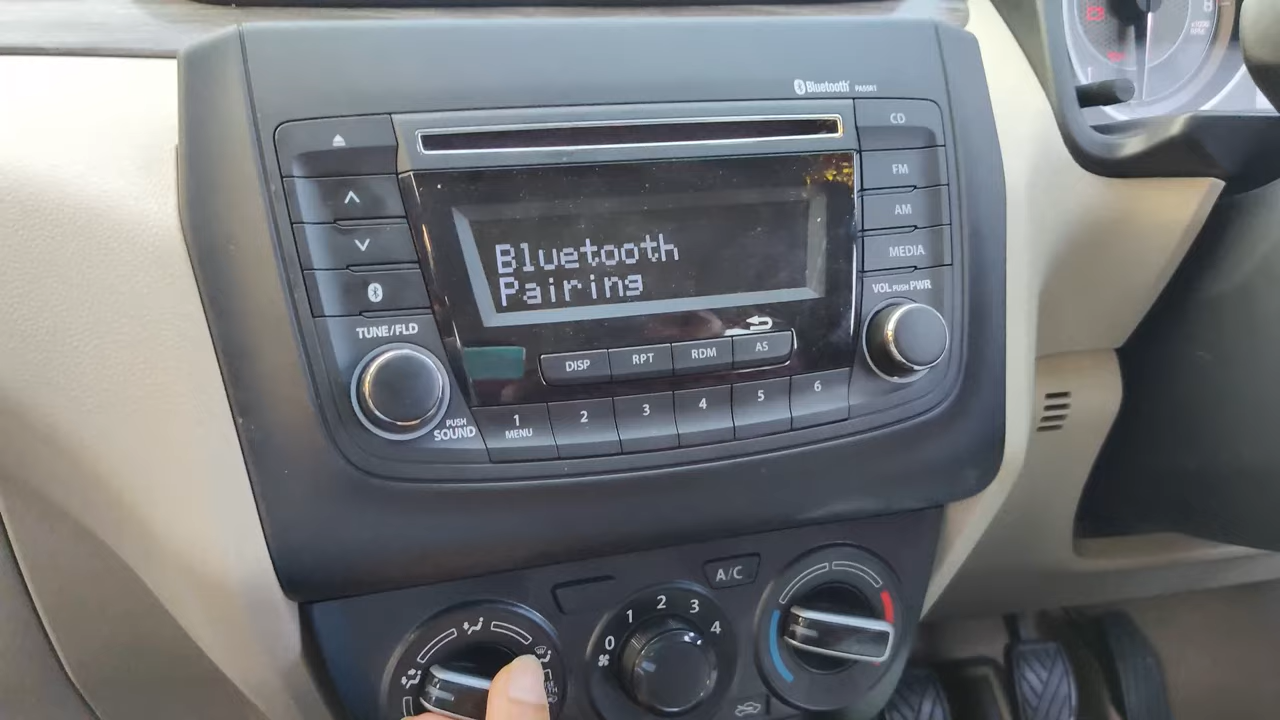 Bluetooth
CD
FM
AM
MEDIA
VOL PUSH PWR
Bluetooth
Pairing
TUNE/FLD
PUSH
SOUND
DISP
RPT
RDM
AS
1
MENU
2
3
4
5
6
A/C
0
1
2
3
4